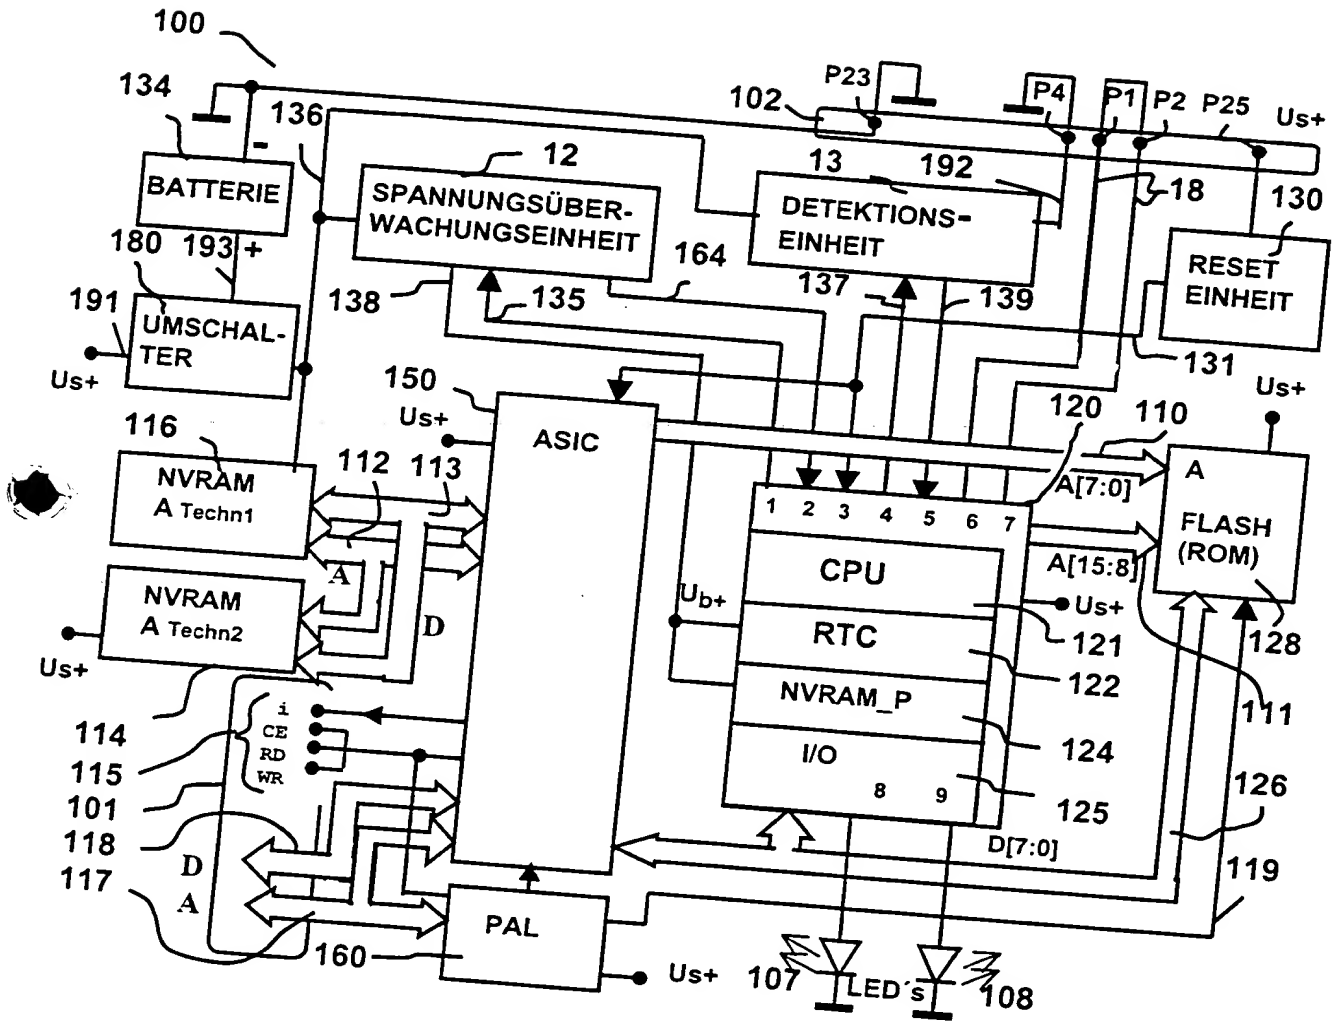 100
134
136
102
P23
P4
P1
P2
P25
Us+
-
BATTERIE
12
SPANNUNGSÜBER-
WACHUNGSEINHEIT
13
192
DETEKTIONS-
EINHEIT
18
130
RESET
EINHEIT
180
193
+
138
135
164
137
139
131
191
UMSCHAL-
TER
Us+
150
Us+
ASIC
120
110
Us+
116
NVRAM
A Techn1
112
113
A[7:0]
A
FLASH
(ROM)
1 2 3 4 5 6 7
A[15:8]
CPU
A
D
NVRAM
A Techn2
Us+
Ub+
Us+
RTC
121
128
122
NVRAM_P
111
114
i
CE
RD
WR
115
101
124
I/O
8 9
125
126
118
D
A
117
D[7:0]
119
160
PAL
Us+
107
LED´s
108